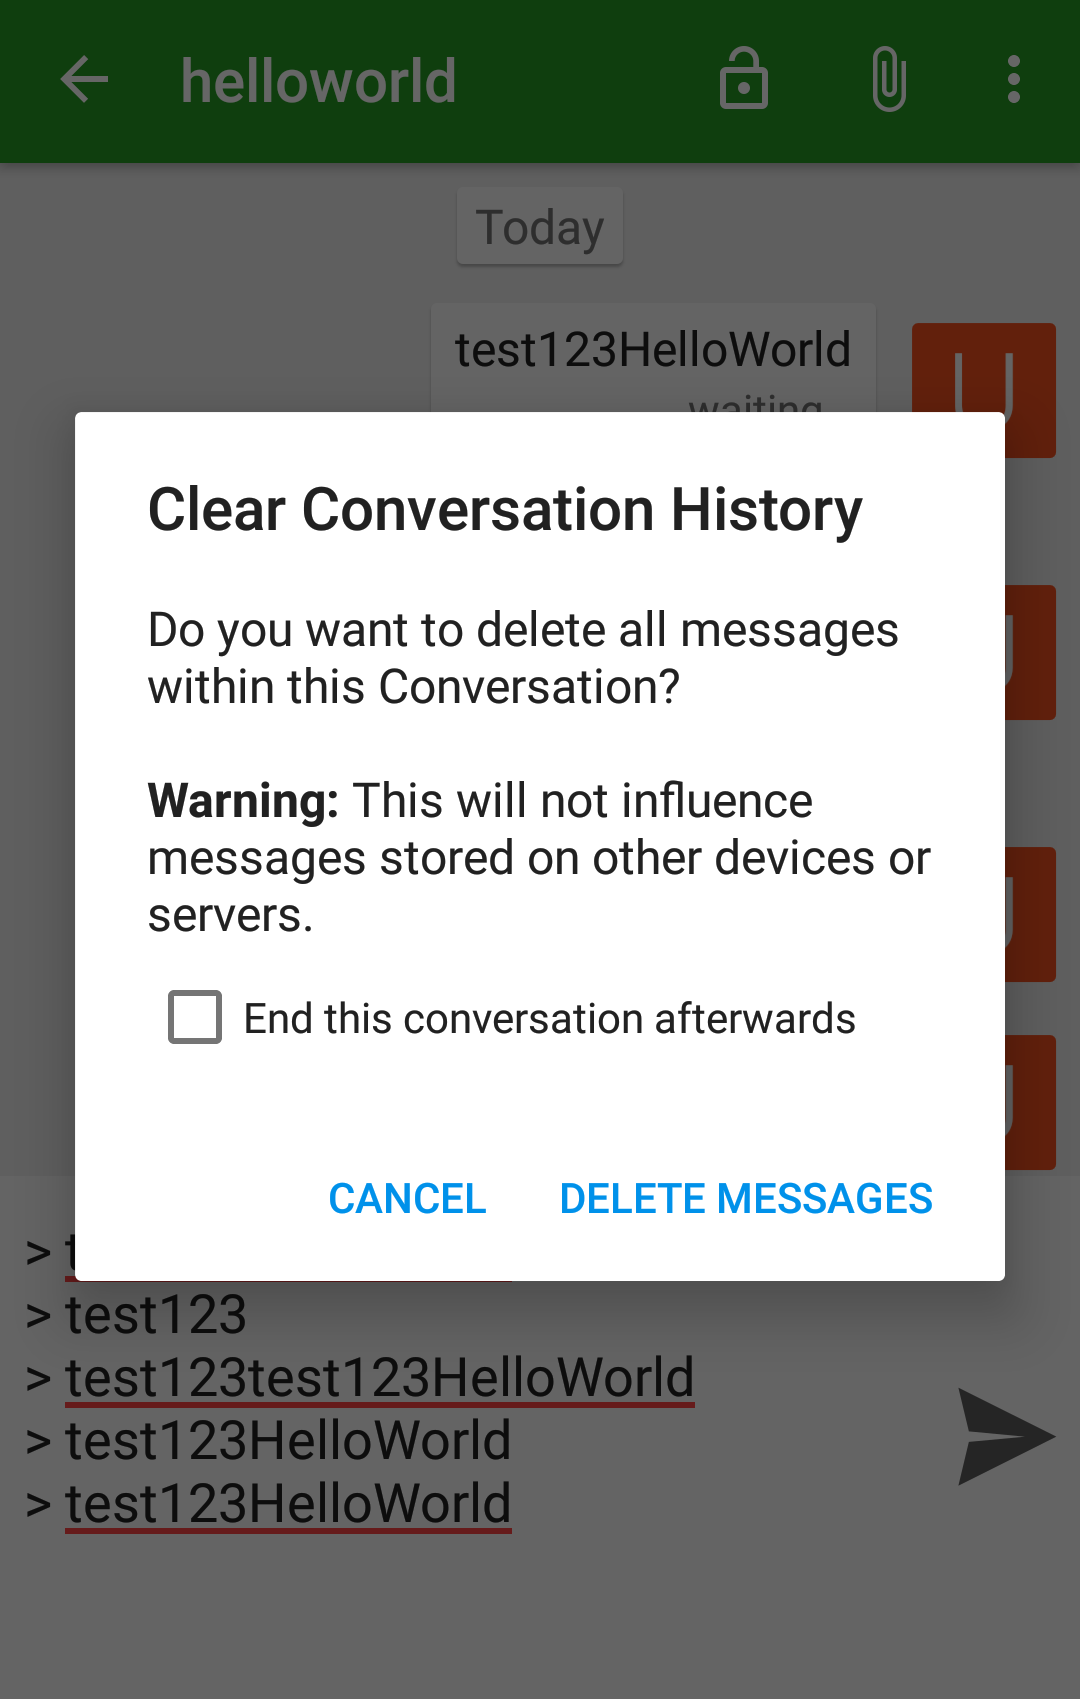 helloworld
Today
test123HelloWorld
waiting
U
Clear Conversation History
Do you want to delete all messages
within this Conversation?
Warning: This will not influence
messages stored on other devices or
servers.
End this conversation afterwards
CANCEL DELETE MESSAGES
>
> test123
> test123test123HelloWorld
> test123HelloWorld
> test123HelloWorld